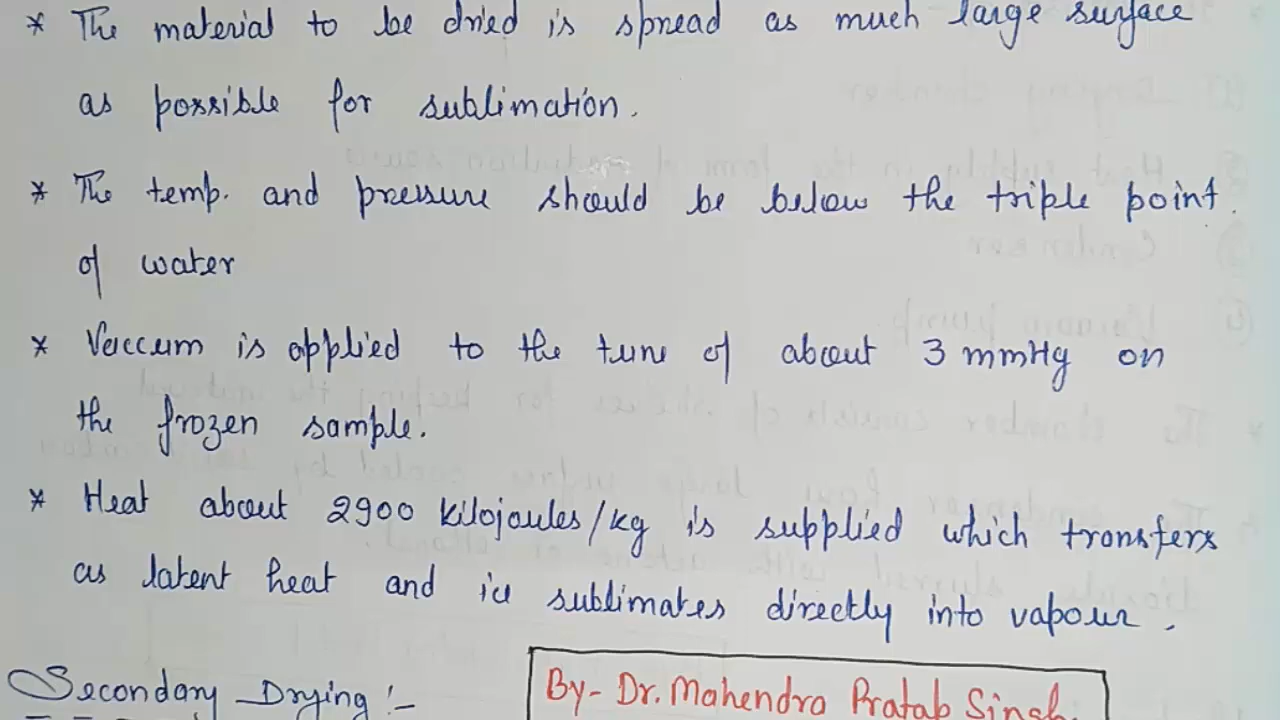 * The material to be dried is spread as much large surface
as possible for sublimation.
* The temp. and pressure should be below the triple point
of water
* Vaccum is applied to the tune of about 3 mmHg on
the frozen sample.
* Heat about 2900 kilojoules/kg is supplied which transfers
as latent heat and ice sublimates directly into vapour.
Secondary Drying :-
By- Dr. Mahendra Pratab Singh